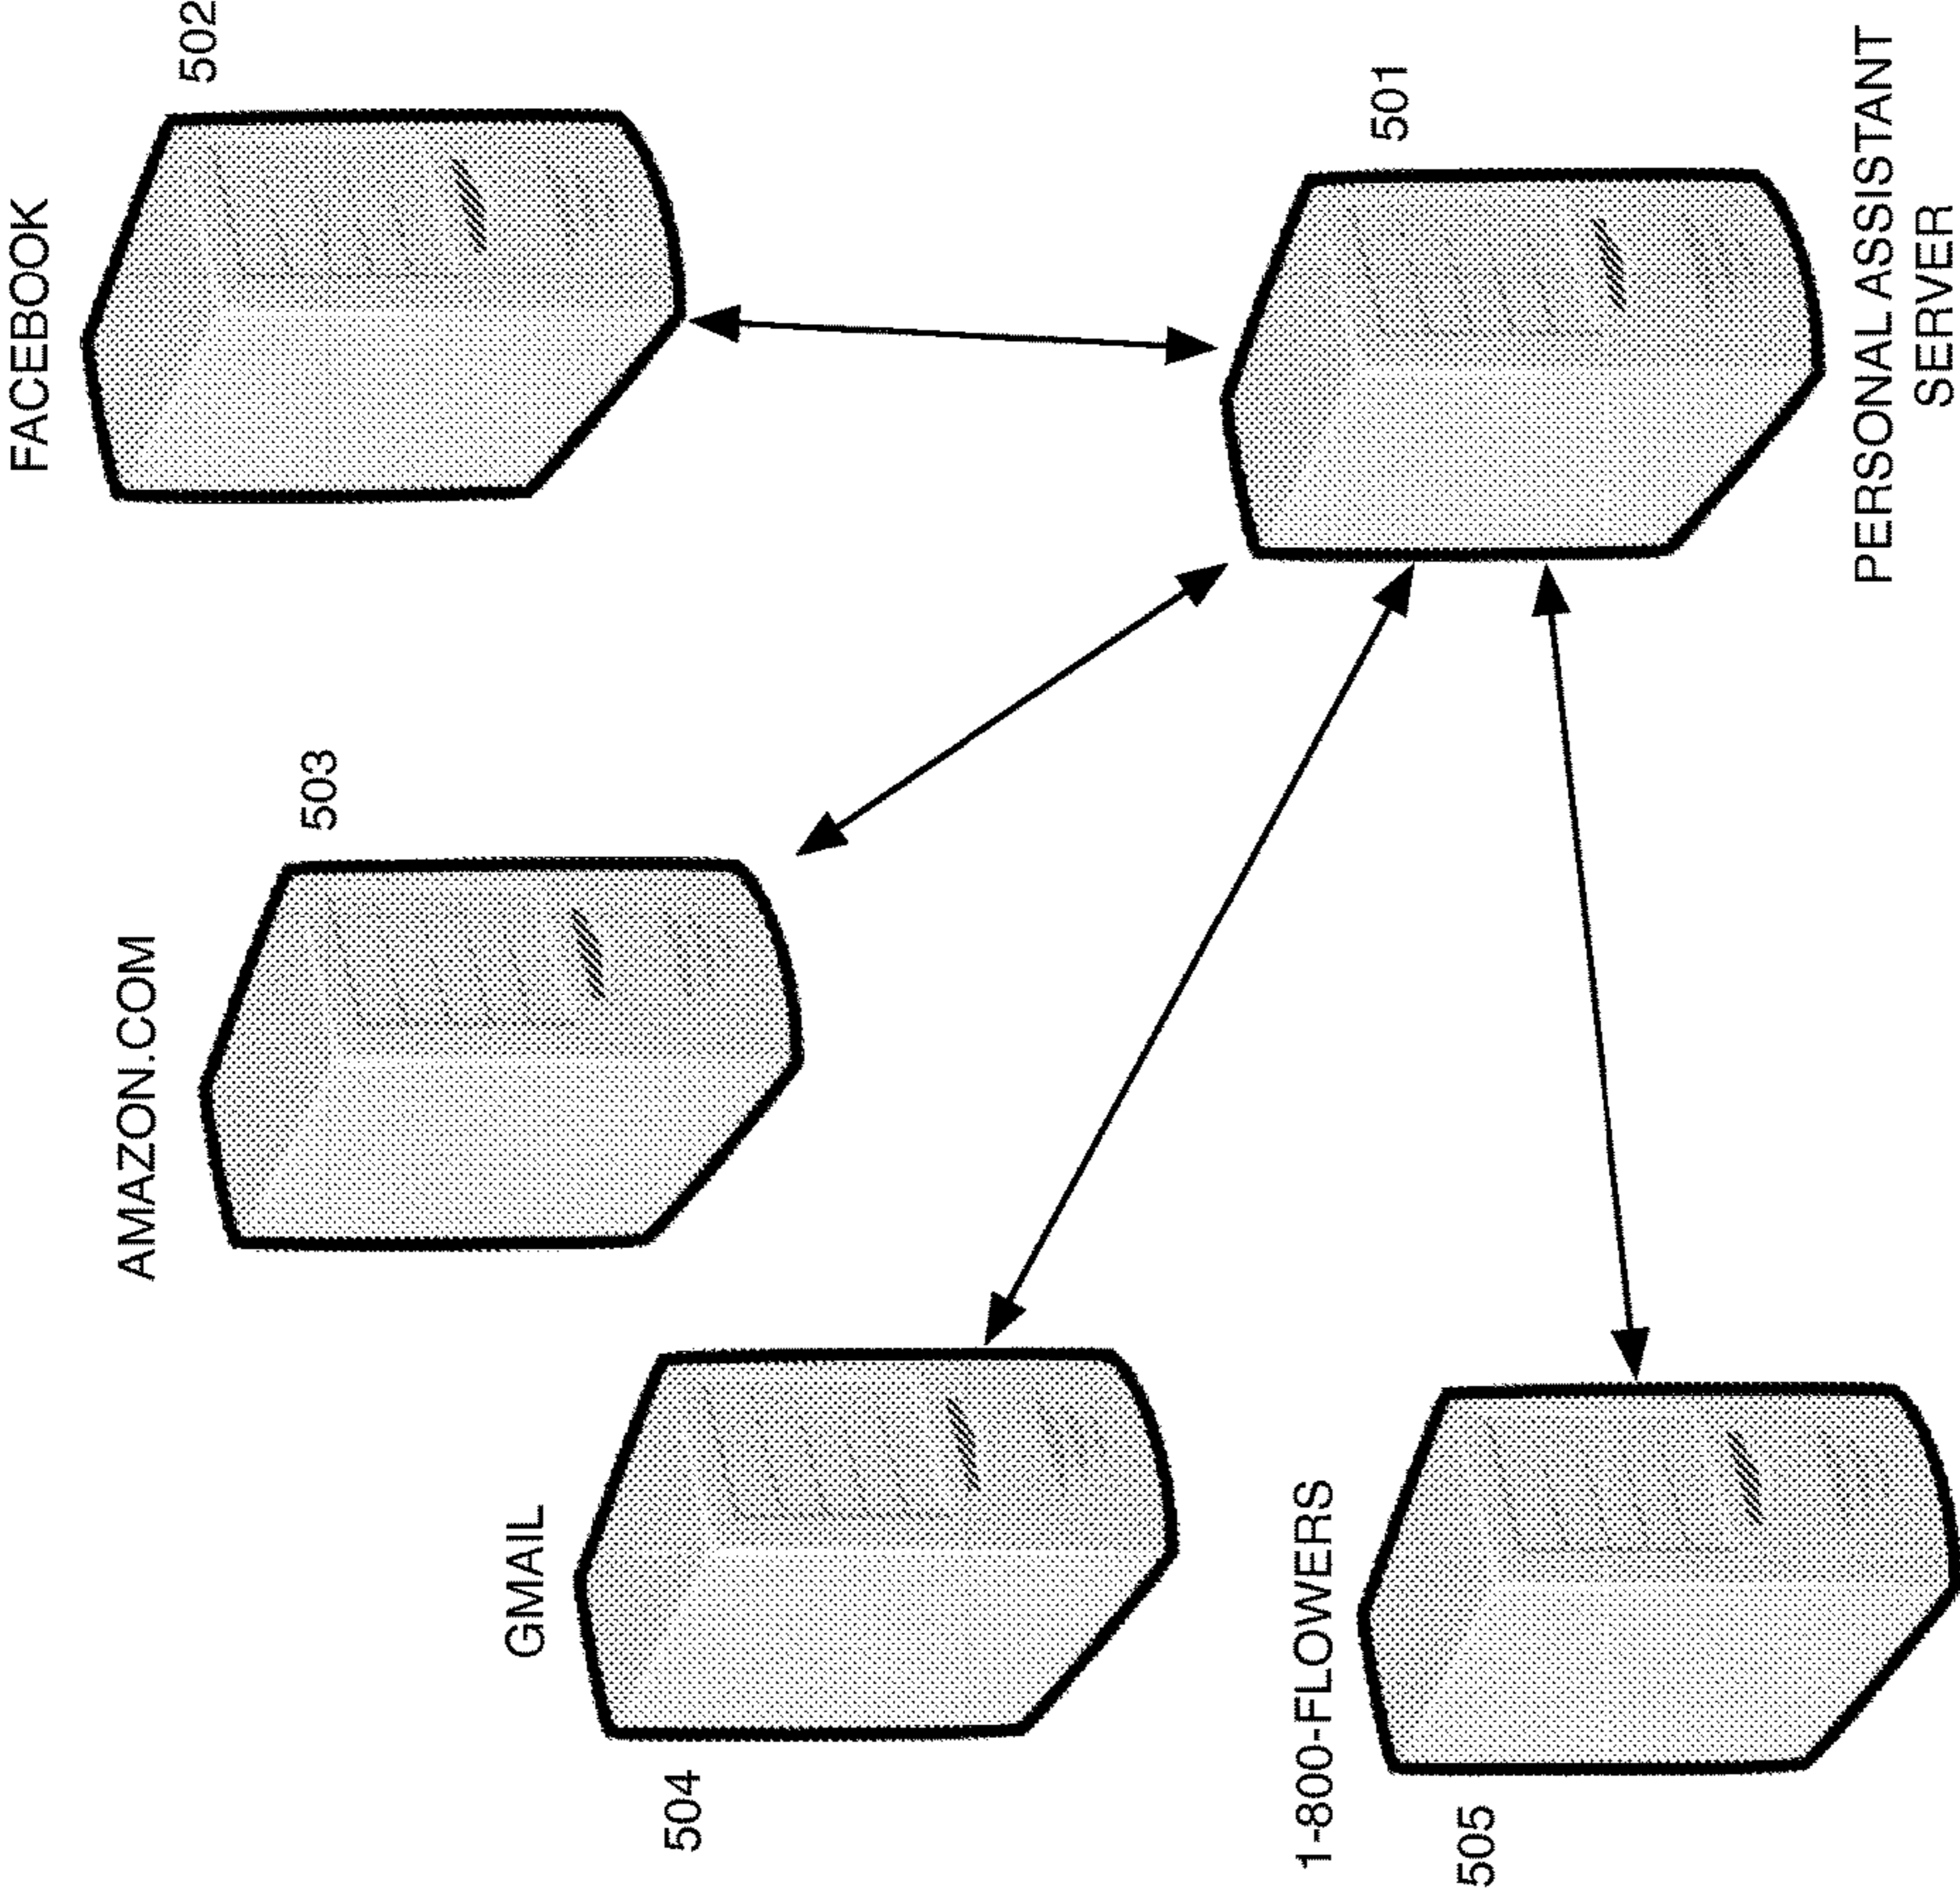 FACEBOOK
AMAZON.COM
502
503
GMAIL
504
1-800-FLOWERS
501
505
PERSONAL ASSISTANT
SERVER